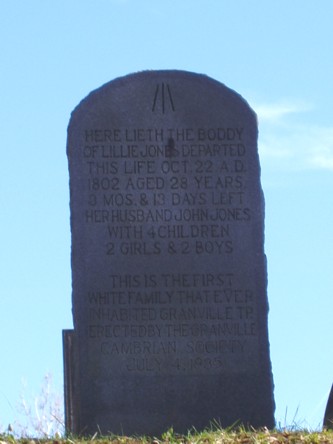 HERE LIETH THE BODDY
OF LILLIE JONES DEPARTED
THIS LIFE OCT. 22 A.D.
1802 AGED 28 YEARS
MOS. & 13 DAYS LEFT
HER HUSBAND JOHN JONES
WITH 4 CHILDREN
2 GIRLS & 2 BOYS
THIS IS THE FIRST
WHITE FAMILY THAT EVER
INHABITED GRANVILLE TP.
ERECTED BY THE GRANVILLE
CAMBRIAN SOCIETY
JULY 4,